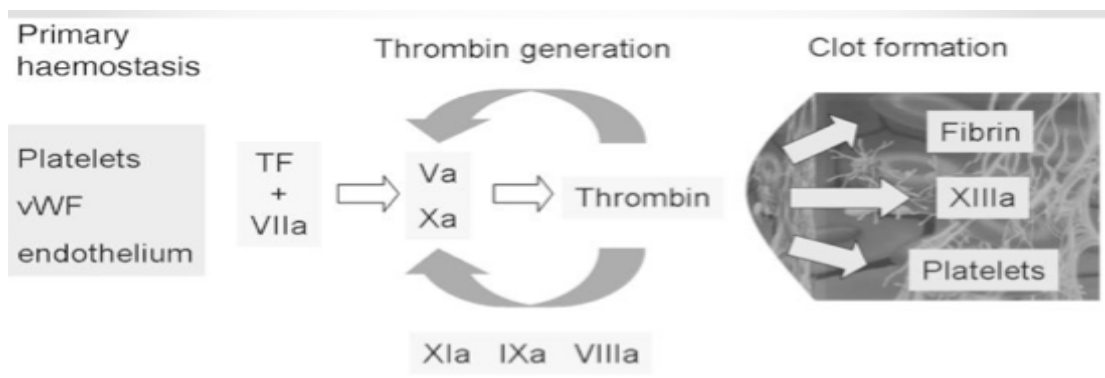 Primary
haemostasis
Thrombin generation
Clot formation
Platelets
vWF
endothelium
TF
+
VIIa
Va
Xa
Thrombin
Fibrin
XIIIa
Platelets
XIa IXa VIIIa